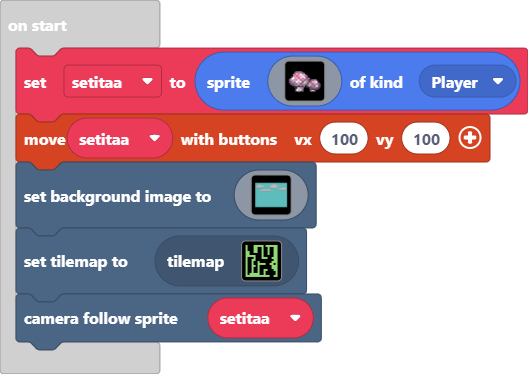 on start
set setitaa to sprite of kind Player
move setitaa with buttons vx 100 vy 100
set background image to
set tilemap to tilemap
camera follow sprite setitaa